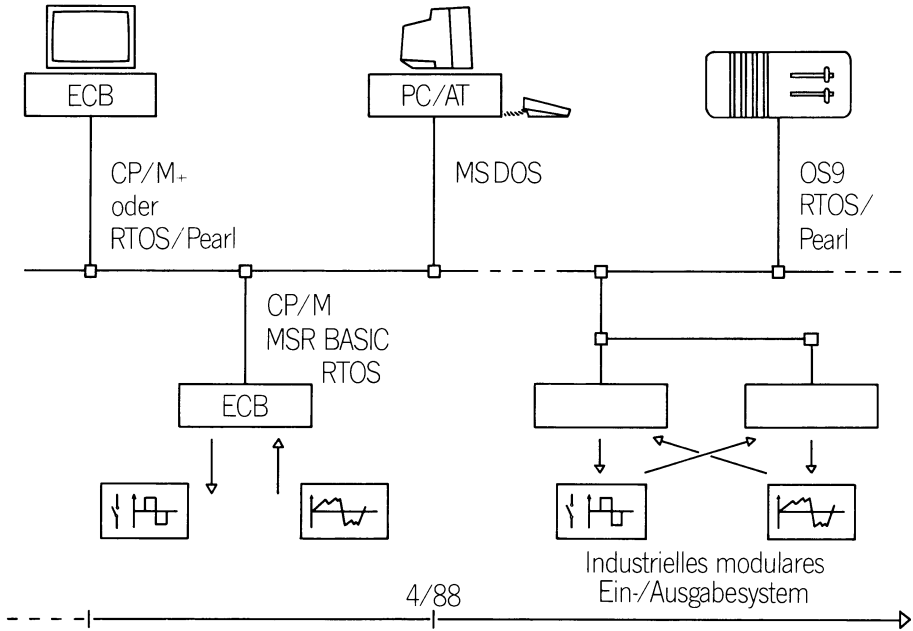 ECB
PC/AT
CP/M+
oder
RTOS/Pearl
MS DOS
OS9
RTOS/
Pearl
CP/M
MSR BASIC
RTOS
ECB
Industrielles modulares
Ein-/Ausgabesystem
4/88